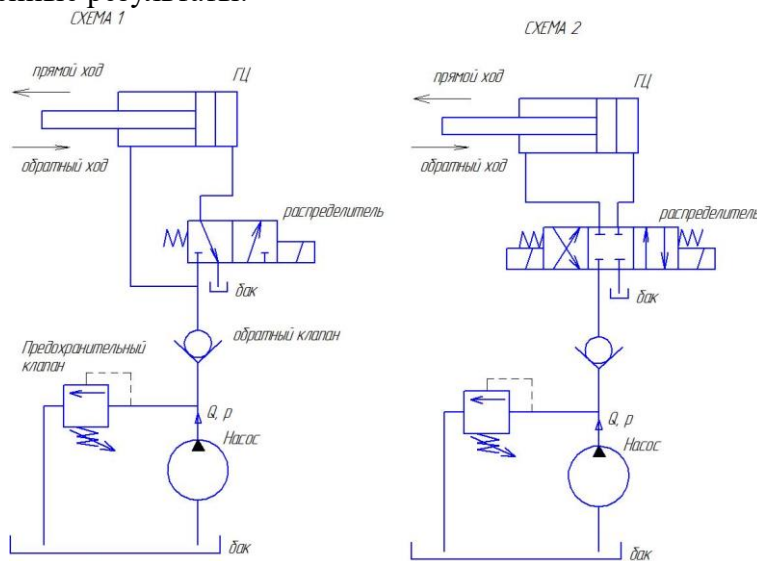 СХЕМА 1
прямой ход
ГЦ
обратный ход
распределитель
бак
обратный клапан
Предохранительный
клапан
Q, p
Насос
бак
СХЕМА 2
прямой ход
ГЦ
обратный ход
распределитель
бак
Q, p
Насос
бак